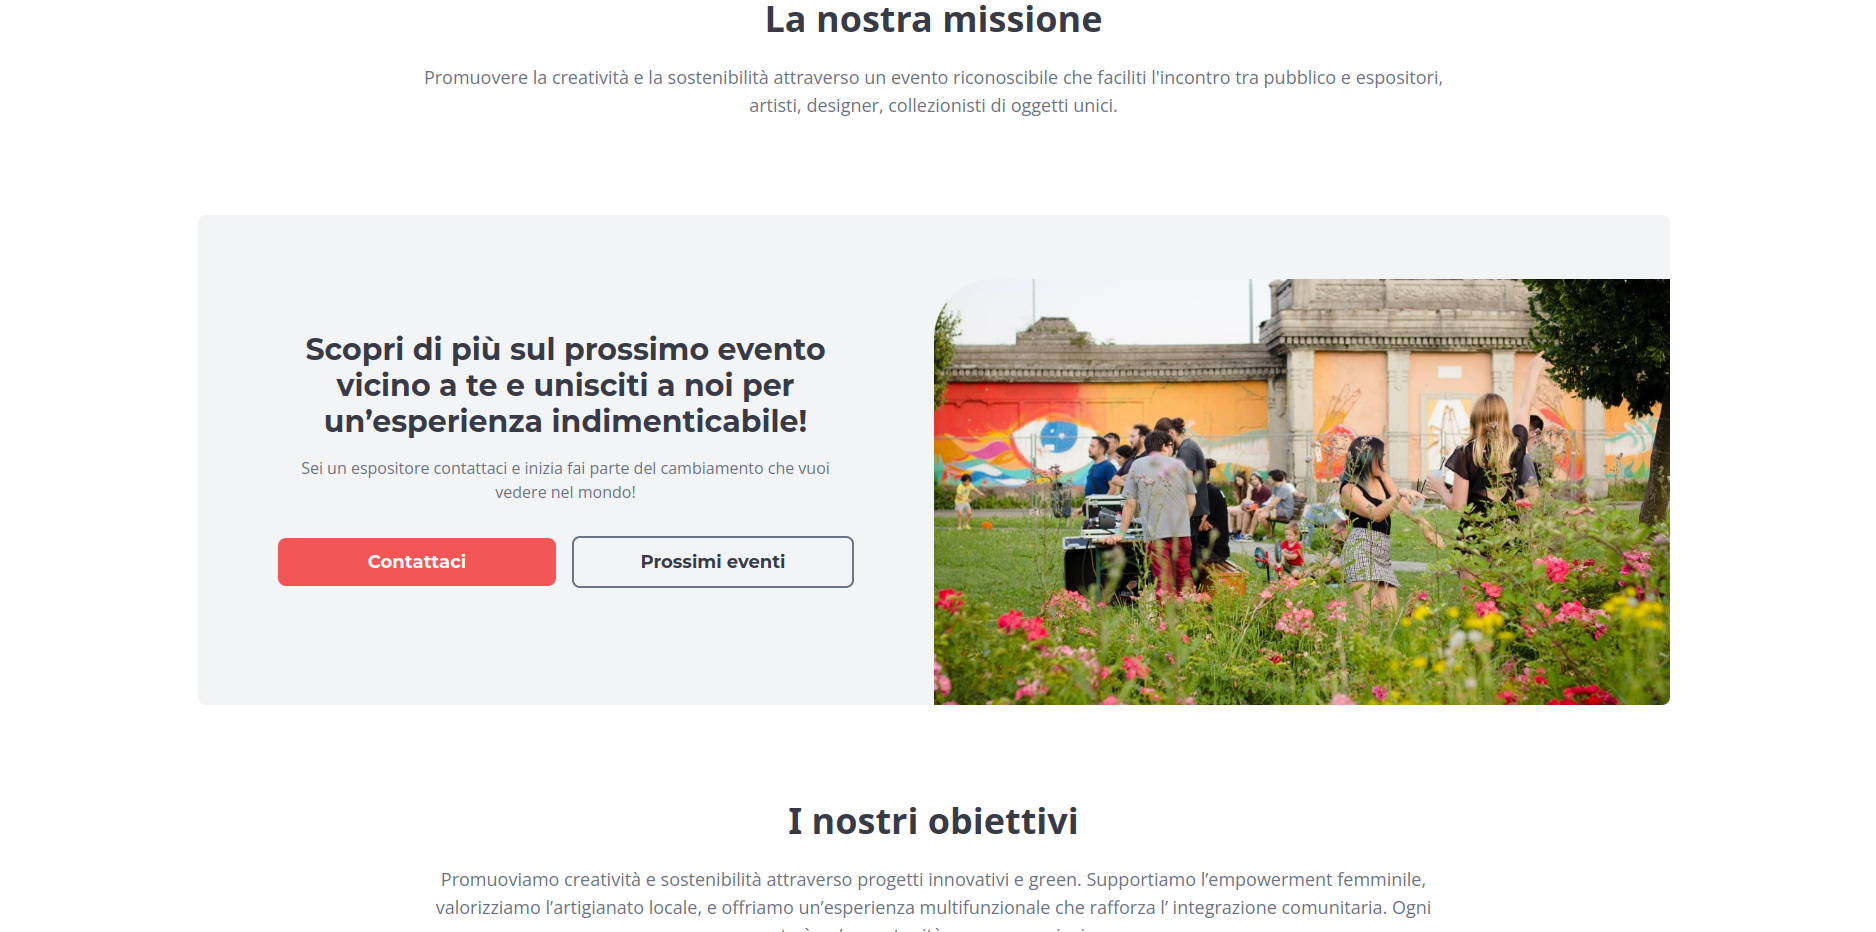 La nostra missione
Promuovere la creatività e la sostenibilità attraverso un evento riconoscibile che faciliti l'incontro tra pubblico e espositori,
artisti, designer, collezionisti di oggetti unici.
Scopri di più sul prossimo evento
vicino a te e unisciti a noi per
un’esperienza indimenticabile!
Sei un espositore contattaci e inizia fai parte del cambiamento che vuoi
vedere nel mondo!
Contattaci
Prossimi eventi
I nostri obiettivi
Promuoviamo creatività e sostenibilità attraverso progetti innovativi e green. Supportiamo l’empowerment femminile,
valorizziamo l’artigianato locale, e offriamo un’esperienza multifunzionale che rafforza l’ integrazione comunitaria. Ogni